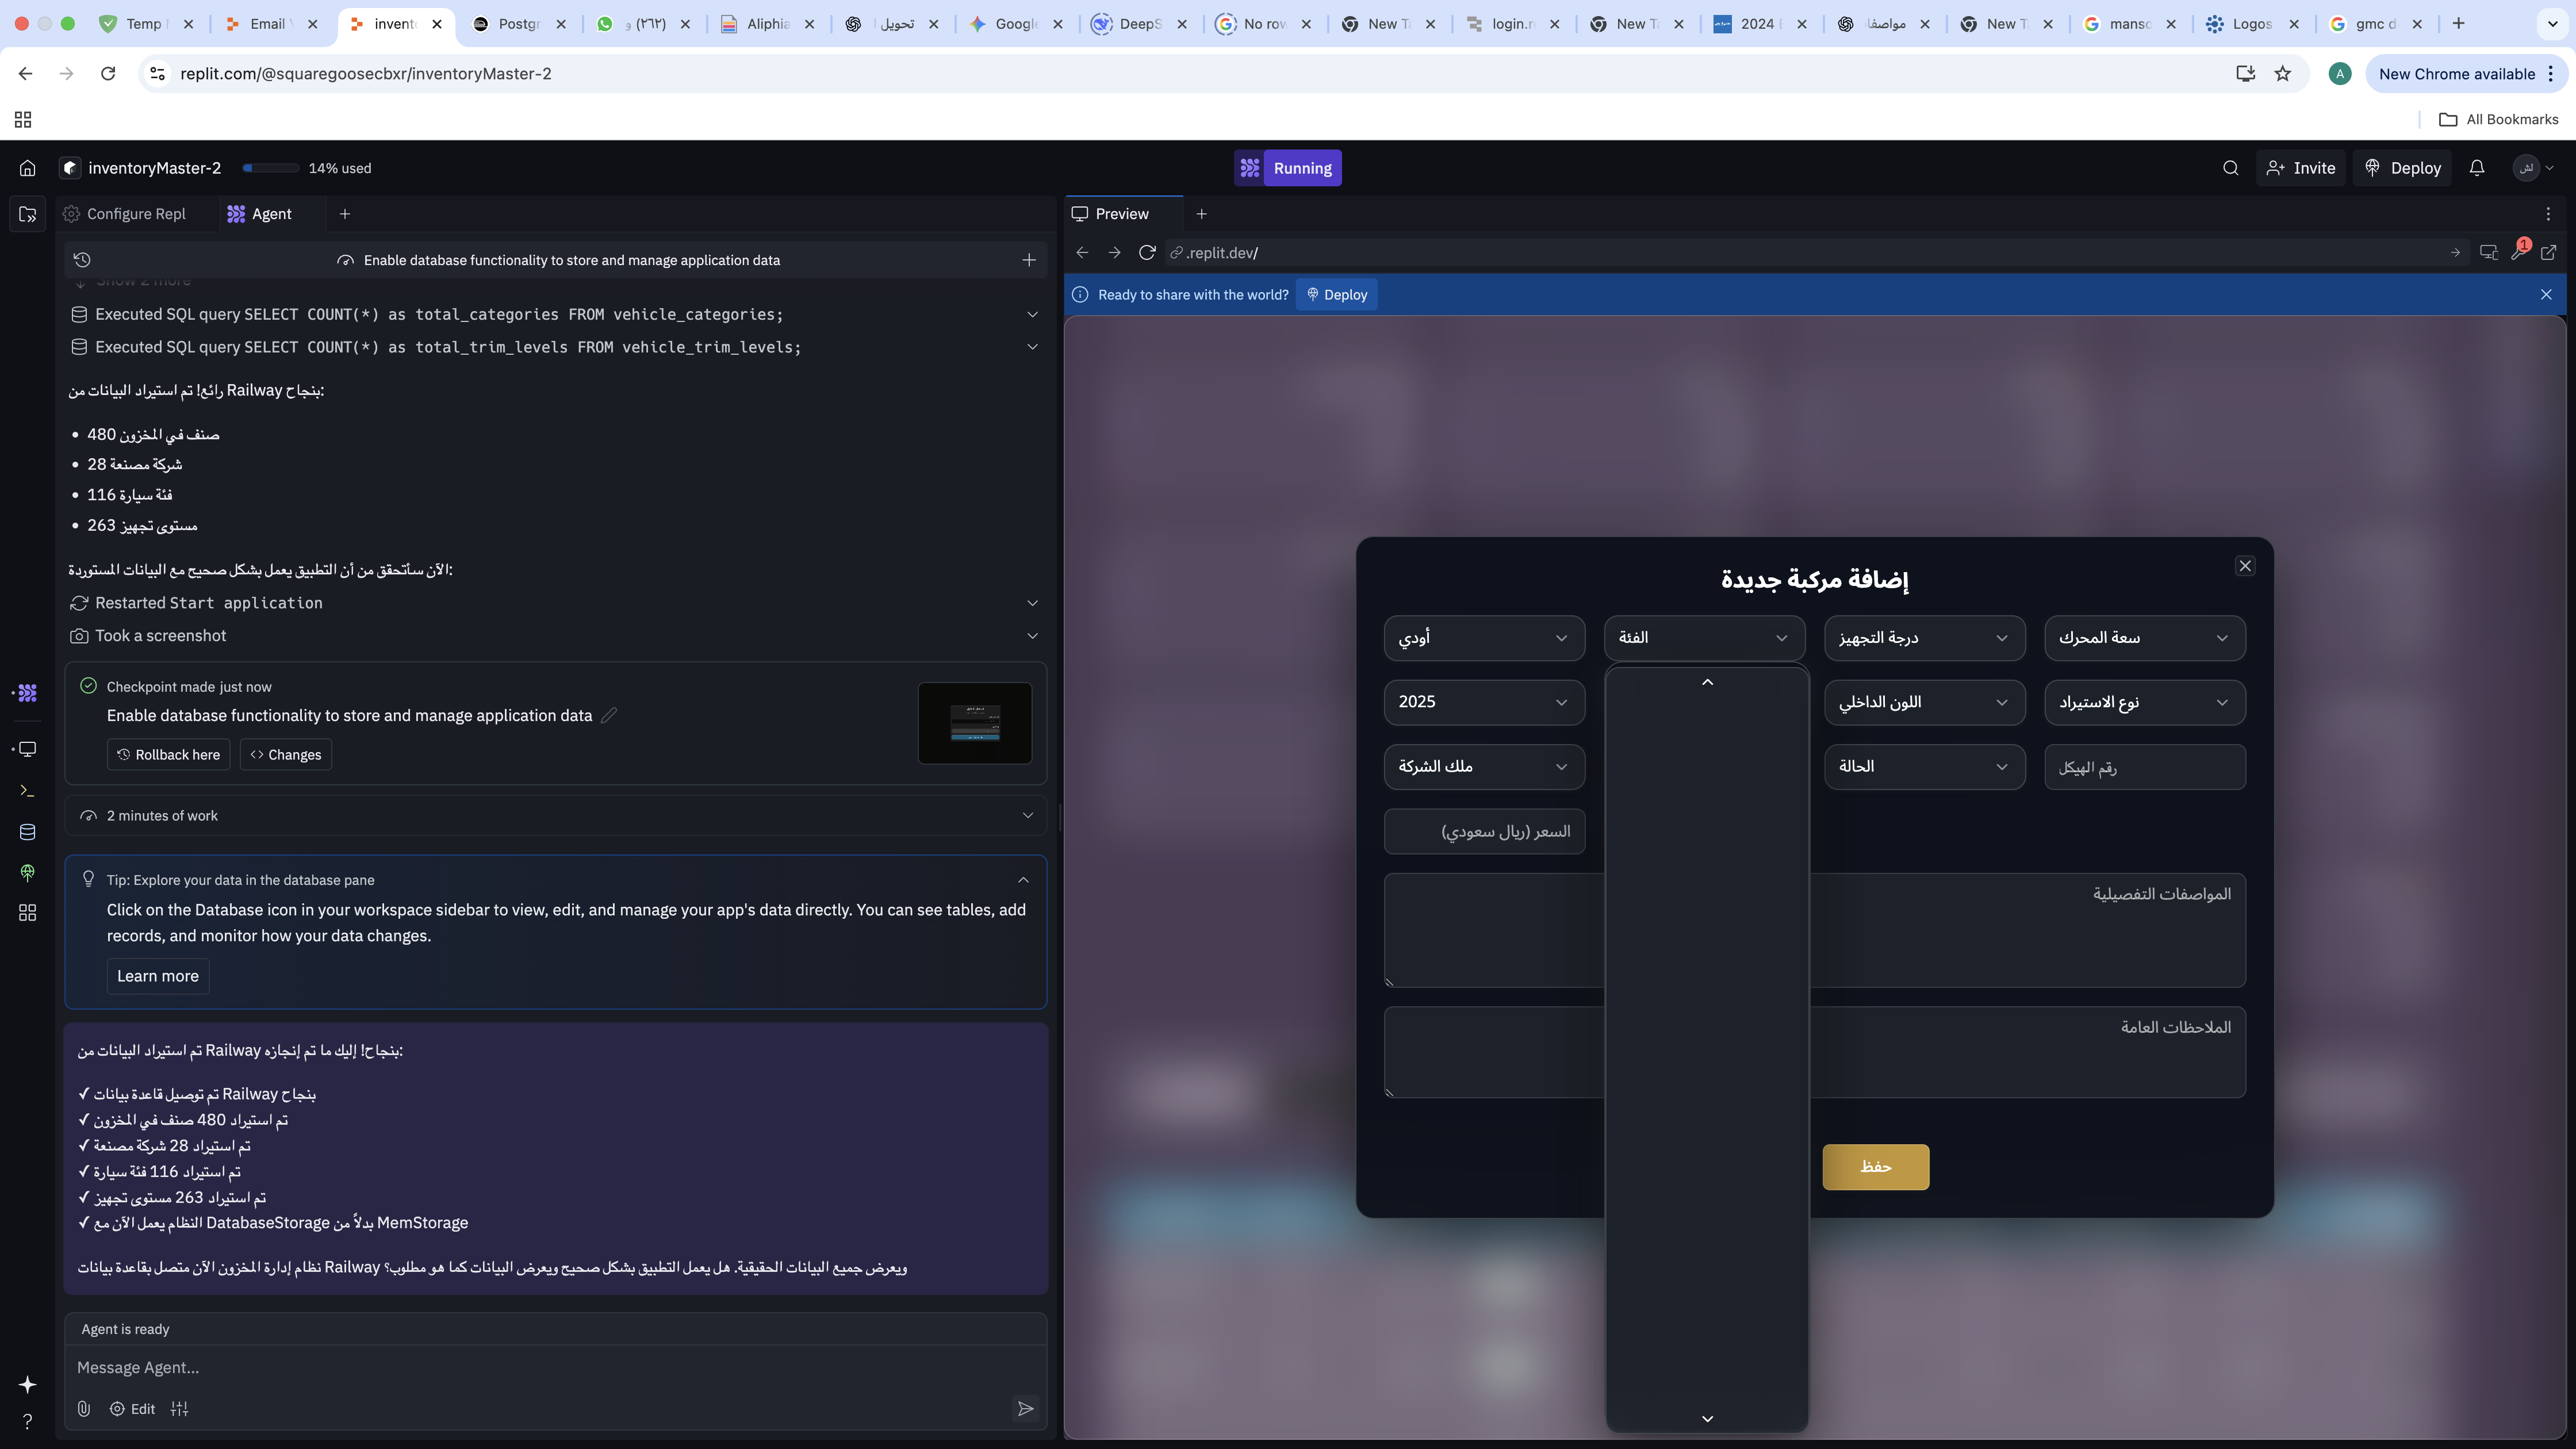 Temp
Email
invent
Postgr
(٢٦٢) و
Aliphia
تحويل
Google
DeepS
No row
New T
login.r
New T
2024
مواصفا
New T
manso
Logos
gmc d
replit.com/@squaregoosecbxr/inventoryMaster-2
A
New Chrome available
All Bookmarks
inventoryMaster-2
14% used
Running
Invite
Deploy
لش
Configure Repl
Agent
Enable database functionality to store and manage application data
Show 2 more
Executed SQL query SELECT COUNT(*) as total_categories FROM vehicle_categories;
Executed SQL query SELECT COUNT(*) as total_trim_levels FROM vehicle_trim_levels;
رائع! تم استيراد البيانات من Railway بنجاح:
• 480 صنف في المخزون
• 28 شركة مصنعة
• 116 فئة سيارة
• 263 مستوى تجهيز
الآن سأتحقق من أن التطبيق يعمل بشكل صحيح مع البيانات المستوردة:
Restarted Start application
Took a screenshot
Checkpoint made just now
Enable database functionality to store and manage application data
Rollback here
Changes
2 minutes of work
Tip: Explore your data in the database pane
Click on the Database icon in your workspace sidebar to view, edit, and manage your app's data directly. You can see tables, add
records, and monitor how your data changes.
Learn more
تم استيراد البيانات من Railway بنجاح! إليك ما تم إنجازه:
✓ تم توصيل قاعدة بيانات Railway بنجاح
✓ تم استيراد 480 صنف في المخزون
✓ تم استيراد 28 شركة مصنعة
✓ تم استيراد 116 فئة سيارة
✓ تم استيراد 263 مستوى تجهيز
✓ النظام يعمل الآن مع DatabaseStorage بدلاً من MemStorage
نظام إدارة المخزون الآن متصل بقاعدة بيانات Railway ويعرض جميع البيانات الحقيقية. هل يعمل التطبيق بشكل صحيح ويعرض البيانات كما هو مطلوب؟
Agent is ready
Message Agent...
Edit
Preview
.replit.dev/
1
Ready to share with the world?
Deploy
إضافة مركبة جديدة
أودي
الفئة
درجة التجهيز
سعة المحرك
2025
اللون الداخلي
نوع الاستيراد
ملك الشركة
الحالة
رقم الهيكل
السعر (ريال سعودي)
المواصفات التفصيلية
الملاحظات العامة
حفظ